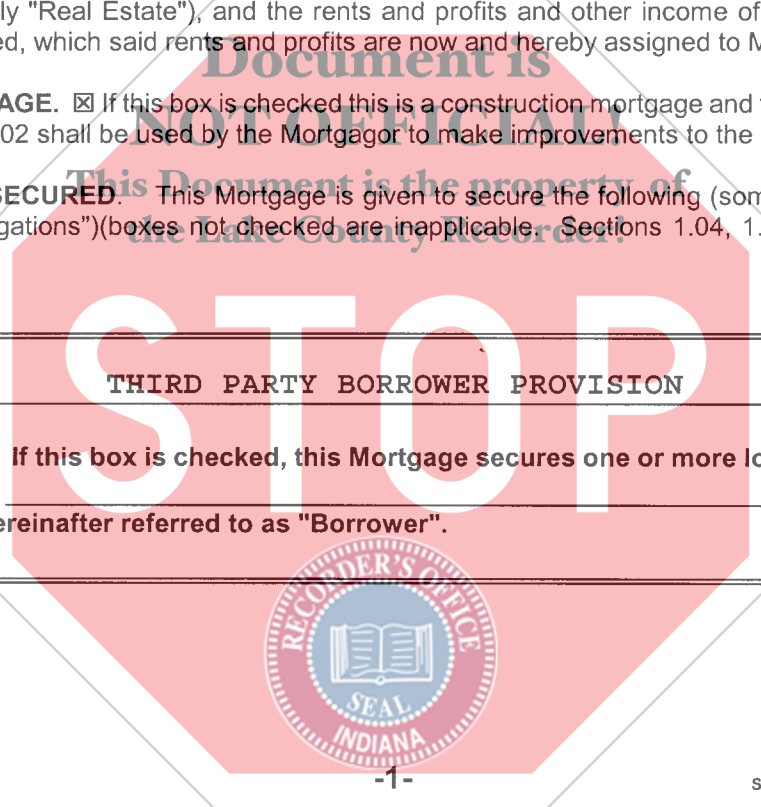 ly "Real Estate"), and the rents and profits and other income of
ed, which said rents and profits are now and hereby assigned to M
Document is
AGE. ☒ If this box is checked this is a construction mortgage and
NOT OFFICIAL!
02 shall be used by the Mortgagor to make improvements to the
This Document is the property of
SECURED. This Mortgage is given to secure the following (som
the Lake County Recorder!
gations")(boxes not checked are inapplicable. Sections 1.04, 1.
STOP
THIRD PARTY BORROWER PROVISION
If this box is checked, this Mortgage secures one or more lo
ereinafter referred to as "Borrower".
RECORDER'S OFFICE
SEAL
INDIANA
-1-
s